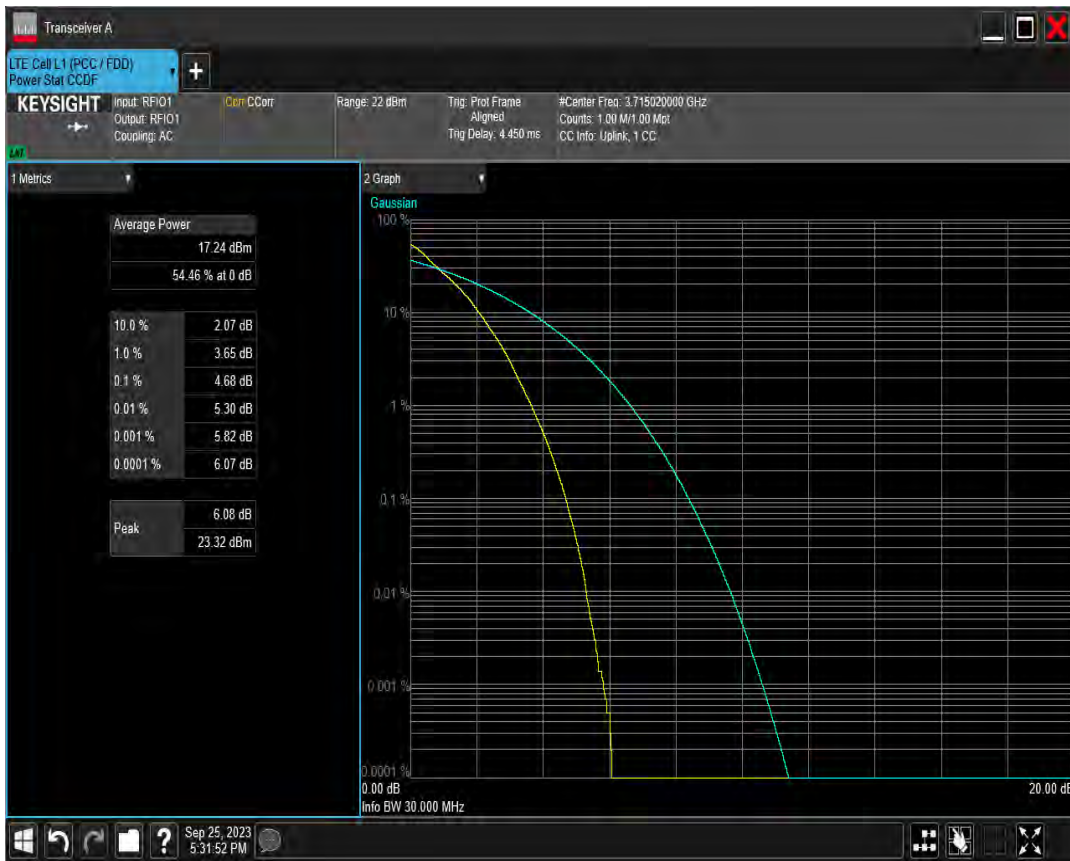 Transceiver A
LTE Cell L1 (PCC / FDD)
Power Stat CCDF
+
KEYSIGHT
Input: RFIO1
Output: RFIO1
Coupling: AC
Corr CCorr
Range: 22 dBm
Trig: Prot Frame
Aligned
Trig Delay: 4.450 ms
#Center Freq: 3.715020000 GHz
Counts: 1.00 M/1.00 Mpt
CC Info: Uplink, 1 CC
LXT
1 Metrics
Average Power
17.24 dBm
54.46 % at 0 dB
10.0 % 2.07 dB
1.0 % 3.65 dB
0.1 % 4.68 dB
0.01 % 5.30 dB
0.001 % 5.82 dB
0.0001 % 6.07 dB
Peak 6.08 dB
23.32 dBm
2 Graph
Gaussian
100 %
10 %
1 %
0.1 %
0.01 %
0.001 %
0.0001 %
0.00 dB
20.00 dB
Info BW 30.000 MHz
?
Sep 25, 2023
5:31:52 PM